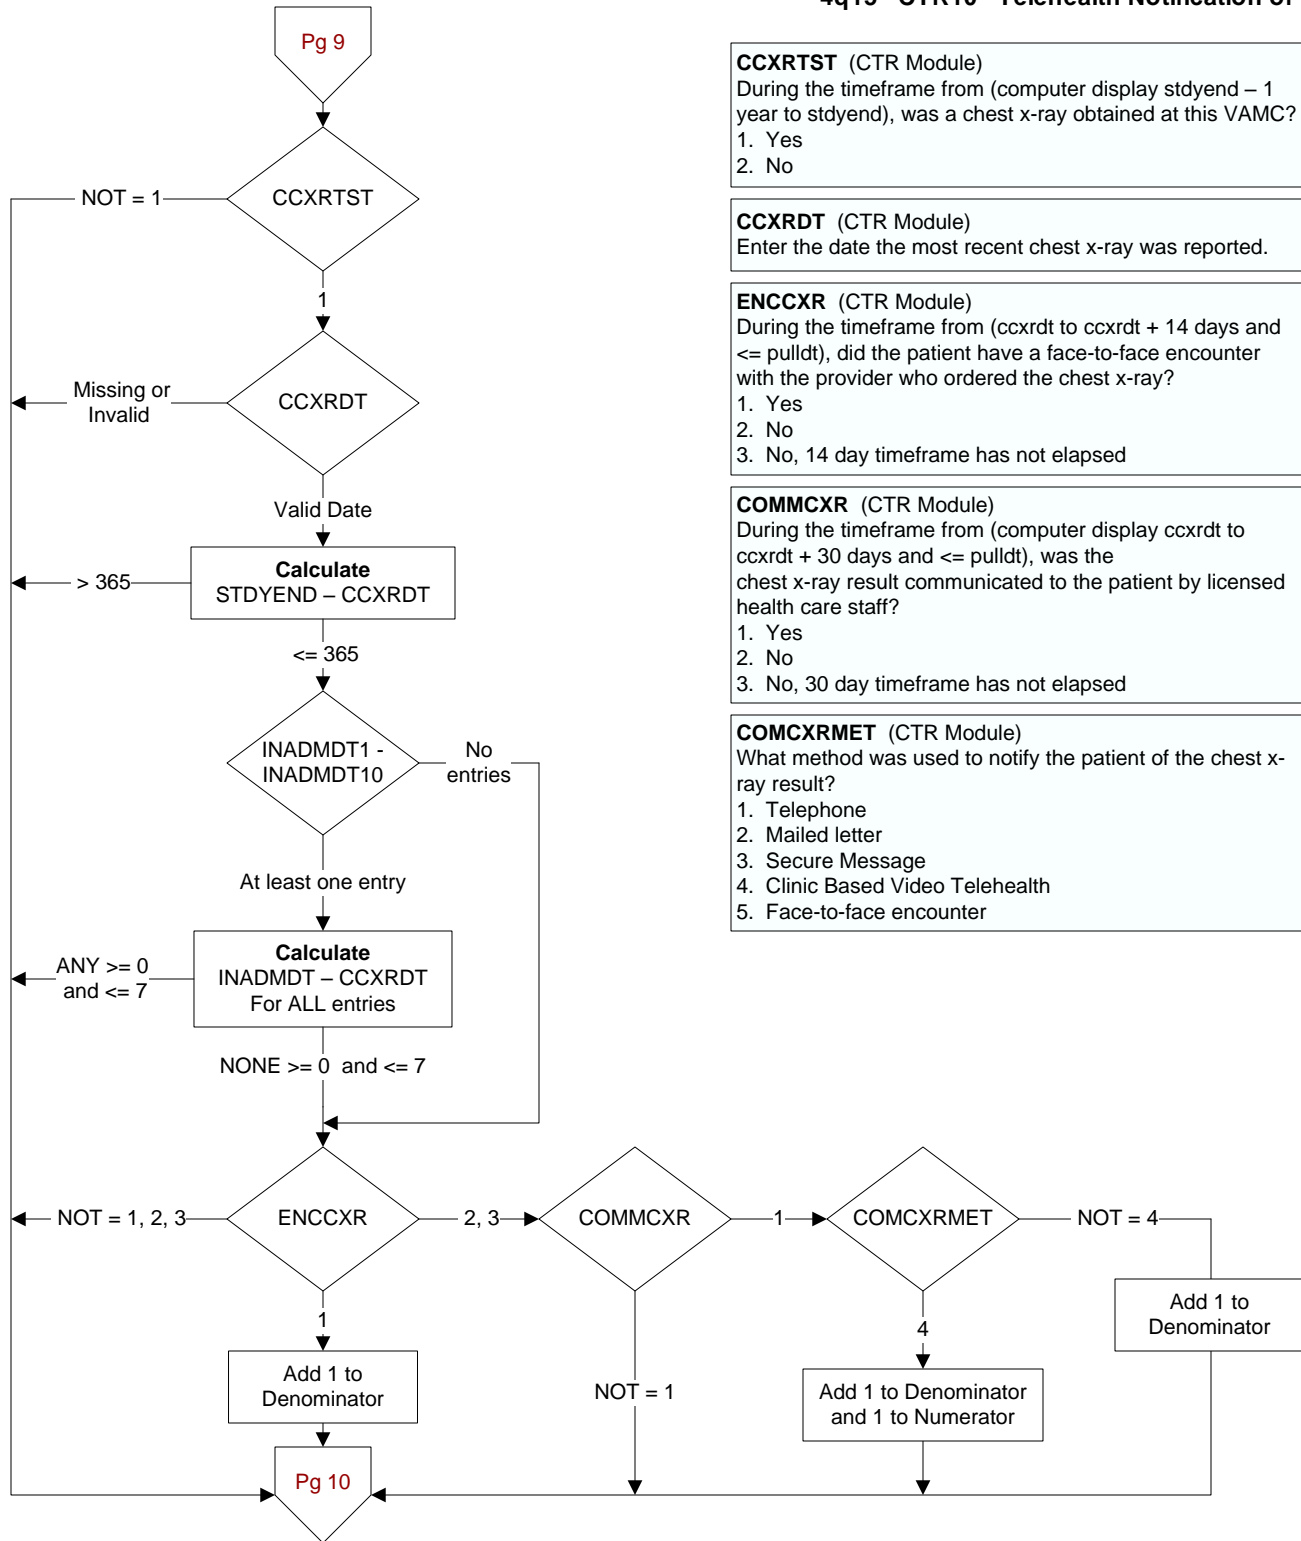 Pg 9
CCXRTST
NOT = 1
1
CCXRDT
Missing or
Invalid
Valid Date
Calculate
STDYEND – CCXRDT
> 365
<= 365
INADMDT1 -
INADMDT10
No
entries
At least one entry
Calculate
INADMDT – CCXRDT
For ALL entries
ANY >= 0
and <= 7
NONE >= 0 and <= 7
ENCCXR
NOT = 1, 2, 3
2, 3
COMMCXR
1
COMCXRMET
NOT = 4
Add 1 to
Denominator
1
4
NOT = 1
Add 1 to
Denominator
Add 1 to Denominator
and 1 to Numerator
Pg 10
CCXRTST (CTR Module)
During the timeframe from (computer display stdyend – 1
year to stdyend), was a chest x-ray obtained at this VAMC?
1. Yes
2. No
CCXRDT (CTR Module)
Enter the date the most recent chest x-ray was reported.
ENCCXR (CTR Module)
During the timeframe from (ccxrdt to ccxrdt + 14 days and
<= pulldt), did the patient have a face-to-face encounter
with the provider who ordered the chest x-ray?
1. Yes
2. No
3. No, 14 day timeframe has not elapsed
COMMCXR (CTR Module)
During the timeframe from (computer display ccxrdt to
ccxrdt + 30 days and <= pulldt), was the
chest x-ray result communicated to the patient by licensed
health care staff?
1. Yes
2. No
3. No, 30 day timeframe has not elapsed
COMCXRMET (CTR Module)
What method was used to notify the patient of the chest x-
ray result?
1. Telephone
2. Mailed letter
3. Secure Message
4. Clinic Based Video Telehealth
5. Face-to-face encounter